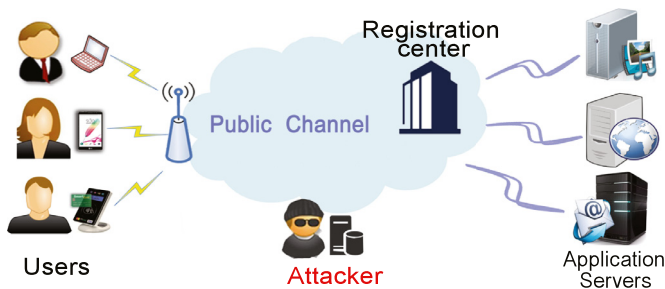 Registration
center
Public Channel
Users
Attacker
Application
Servers
@